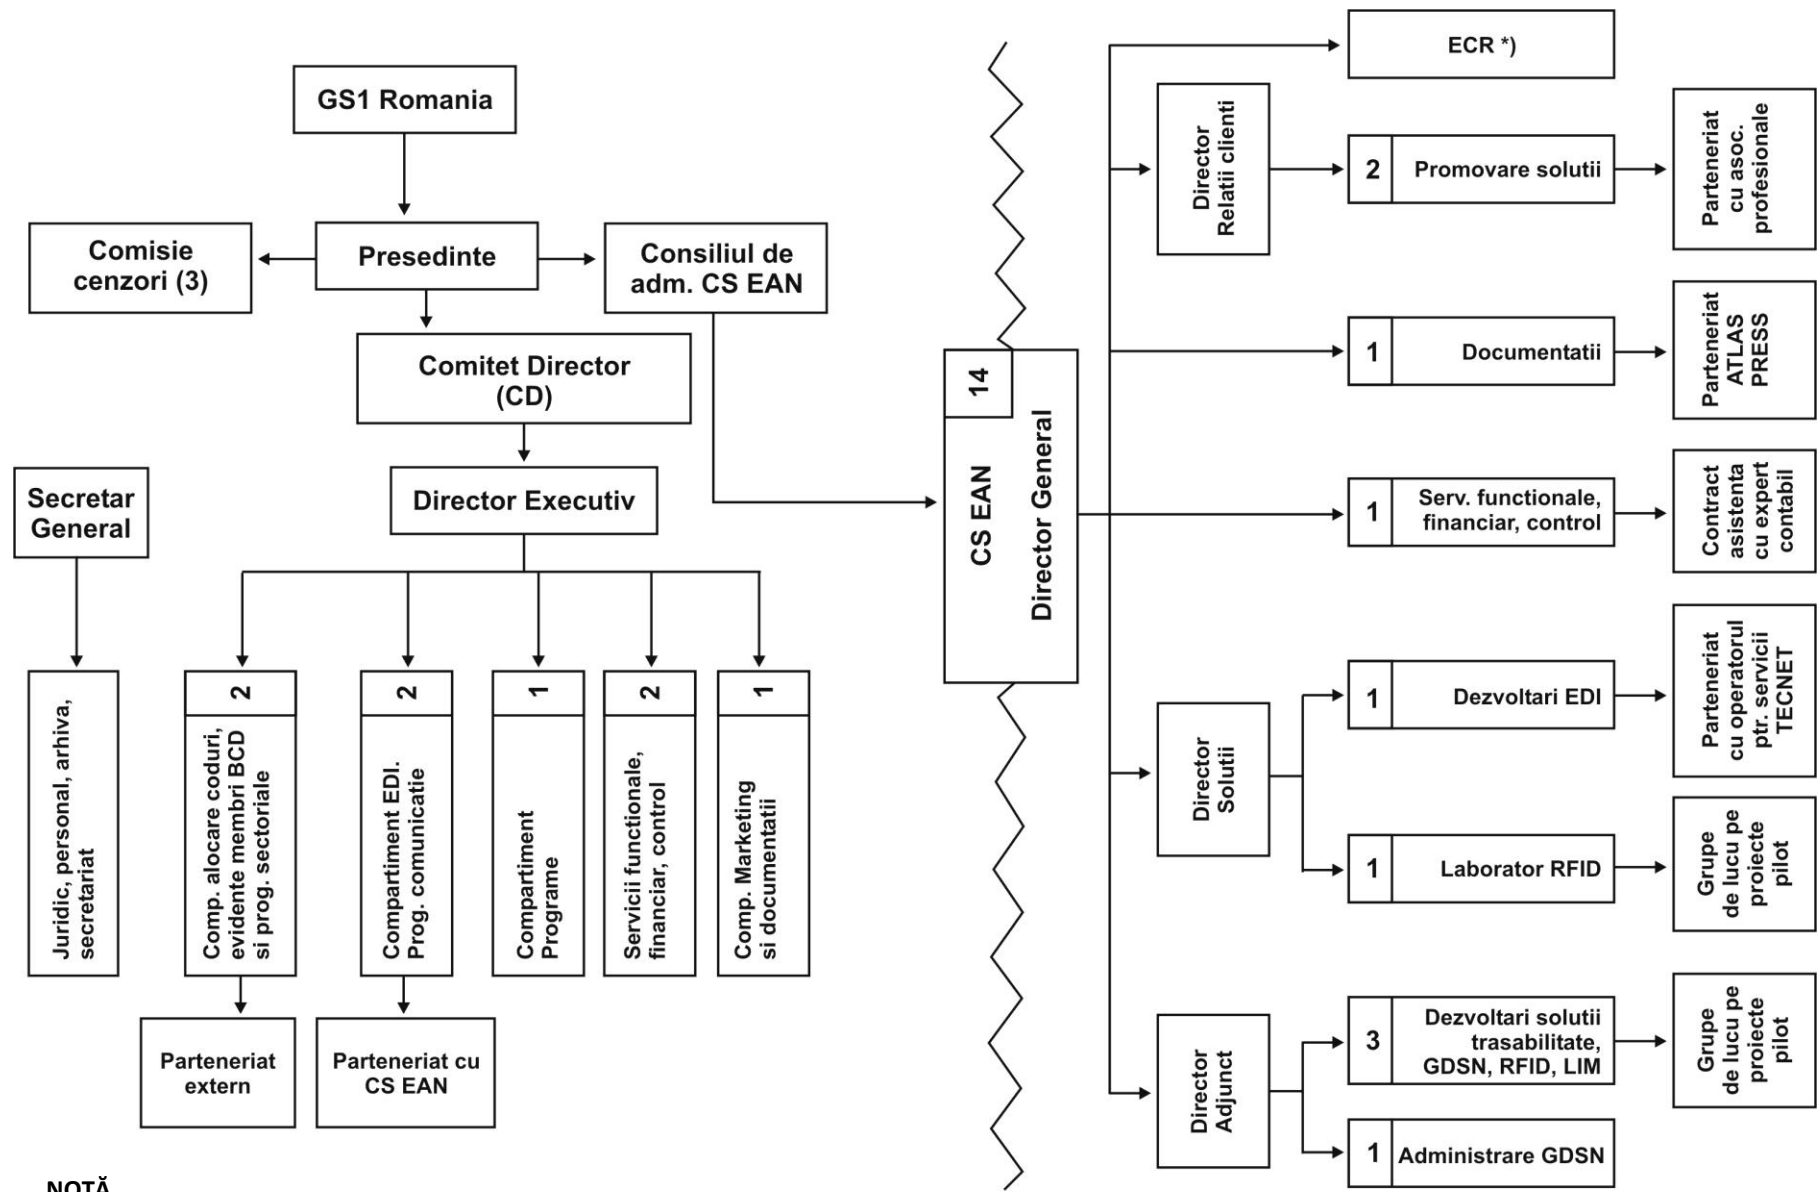 GS1 Romania
Comisie
cenzori (3)
Presedinte
Consiliul de
adm. CS EAN
Comitet Director
(CD)
Director Executiv
Secretar
General
Juridic, personal, arhiva,
secretariat
2
Comp. alocare coduri,
evidente membri BCD
si prog. sectoriale
2
Compartiment EDI.
Prog. comunicatie
1
Compartiment
Programe
2
Servicii functionale,
financiar, control
1
Comp. Marketing
si documentatii
Parteneriat
extern
Parteneriat cu
CS EAN
NOTĂ
14
CS EAN
Director General
ECR *)
Director
Relatii clienti
2
Promovare solutii
Parteneriat
cu asoc.
profesionale
1
Documentatii
Parteneriat
ATLAS
PRESS
1
Serv. functionale,
financiar, control
Contract
asistenta
cu expert
contabil
Director
Solutii
1
Dezvoltari EDI
Parteneriat
cu operatorul
ptr. servicii
TECNET
1
Laborator RFID
Grupe
de lucu pe
proiecte
pilot
Director
Adjunct
3
Dezvoltari solutii
trasabilitate,
GDSN, RFID, LIM
Grupe
de lucu pe
proiecte
pilot
1
Administrare GDSN